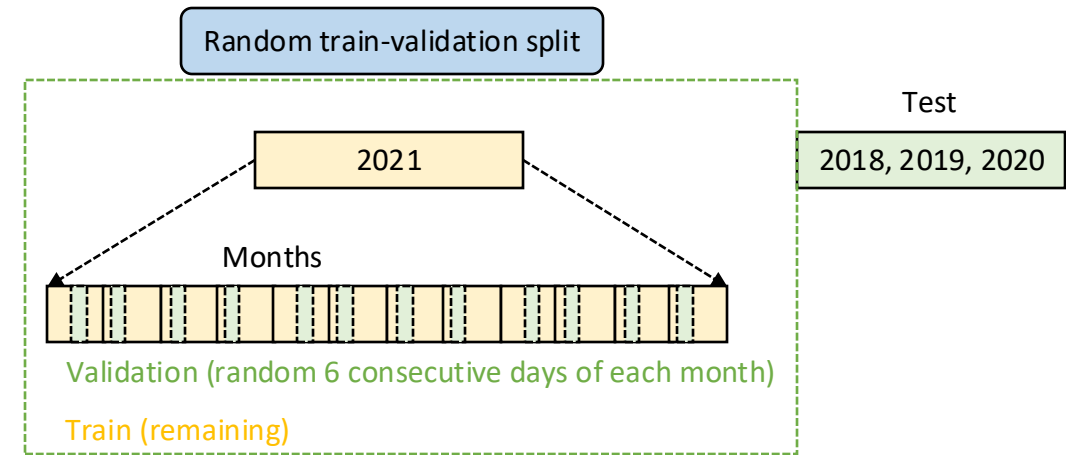 Random train-validation split
Test
2021
2018, 2019, 2020
Months
Validation (random 6 consecutive days of each month)
Train (remaining)